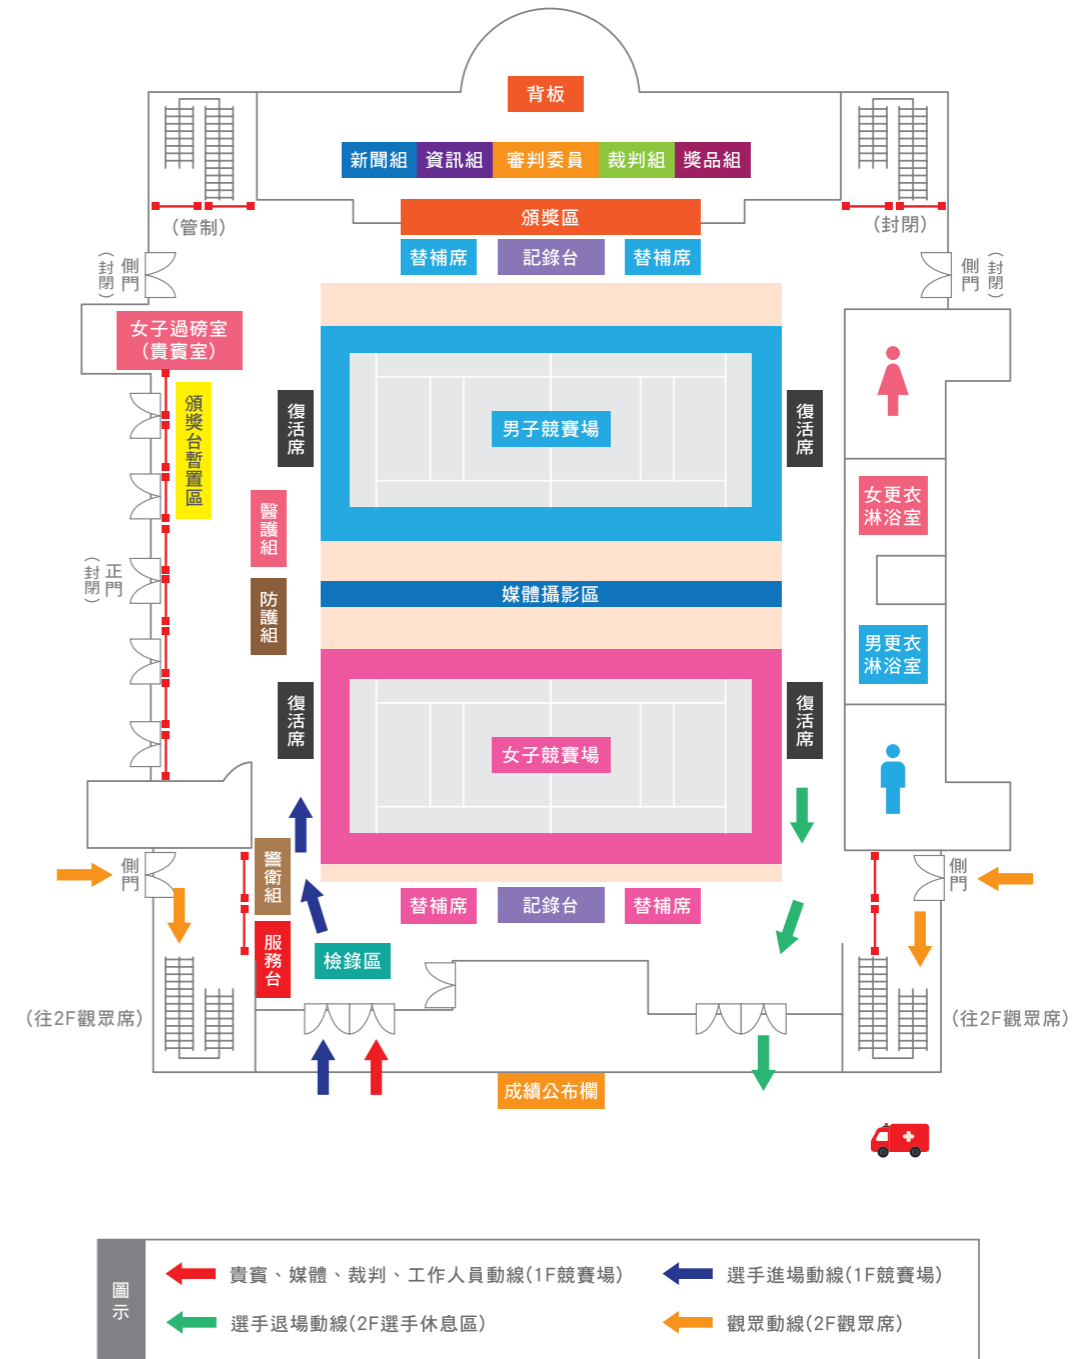 背板
新聞組
資訊組
審判委員
裁判組
獎品組
頒獎區
(管制)
(封閉)
替補席
記錄台
替補席
側門
(封閉)
側門
(封閉)
女子過磅室
(貴賓室)
頒獎台暫置區
復活席
男子競賽場
復活席
女更衣
淋浴室
醫護組
正門
(封閉)
防護組
媒體攝影區
男更衣
淋浴室
復活席
女子競賽場
復活席
側門
警衛組
替補席
記錄台
替補席
側門
服務台
檢錄區
(往2F觀眾席)
(往2F觀眾席)
成績公布欄
圖示
貴賓、媒體、裁判、工作人員動線(1F競賽場)
選手進場動線(1F競賽場)
選手退場動線(2F選手休息區)
觀眾動線(2F觀眾席)